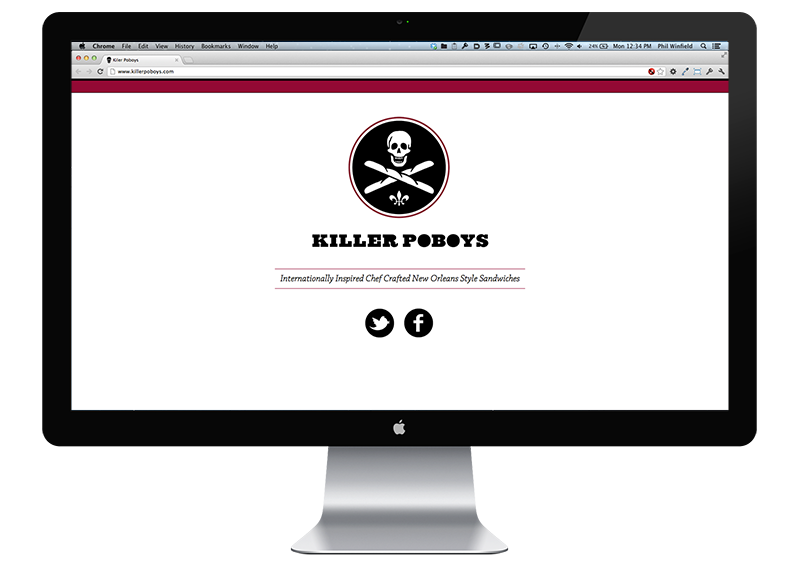 Chrome File Edit View History Bookmarks Window Help 24% Mon 12:34 PM Phil Winfield
Killer Poboys
www.killerpoboys.com
KILLER POBOYS
Internationally Inspired Chef Crafted New Orleans Style Sandwiches